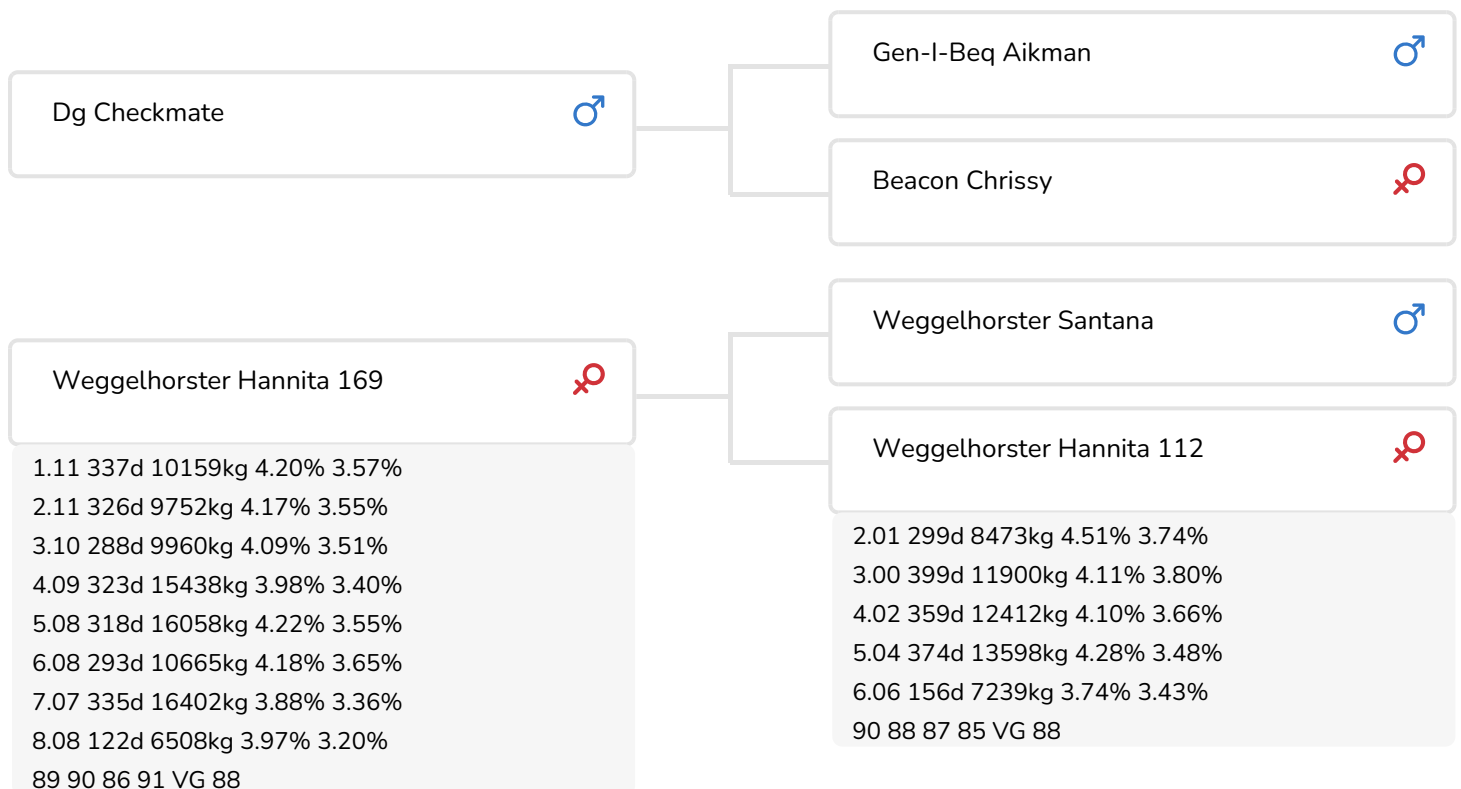 Dg Checkmate
Gen-I-Beq Aikman
Beacon Chrissy
Weggelhorster Hannita 169
1.11 337d 10159kg 4.20% 3.57%
2.11 326d 9752kg 4.17% 3.55%
3.10 288d 9960kg 4.09% 3.51%
4.09 323d 15438kg 3.98% 3.40%
5.08 318d 16058kg 4.22% 3.55%
6.08 293d 10665kg 4.18% 3.65%
7.07 335d 16402kg 3.88% 3.36%
8.08 122d 6508kg 3.97% 3.20%
89 90 86 91 VG 88
Weggelhorster Santana
Weggelhorster Hannita 112
2.01 299d 8473kg 4.51% 3.74%
3.00 399d 11900kg 4.11% 3.80%
4.02 359d 12412kg 4.10% 3.66%
5.04 374d 13598kg 4.28% 3.48%
6.06 156d 7239kg 3.74% 3.43%
90 88 87 85 VG 88